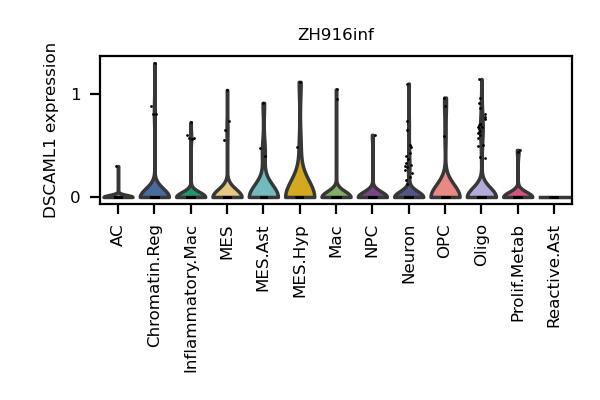 ZH916inf
DSCAML1 expression
1
0
AC
Chromatin.Reg
Inflammatory.Mac
MES
MES.Ast
MES.Hyp
Mac
NPC
Neuron
OPC
Oligo
Prolif.Metab
Reactive.Ast